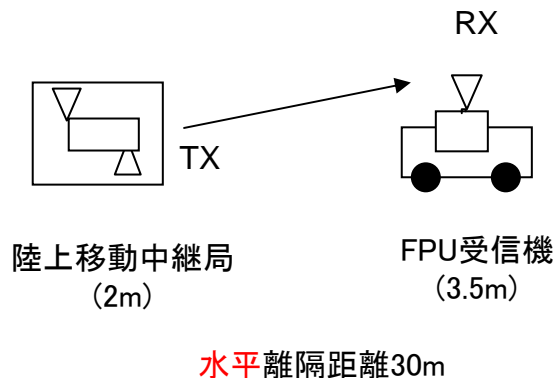 RX
TX
陸上移動中継局
（2m）
FPU受信機
（3.5m）
水平離隔距離30m